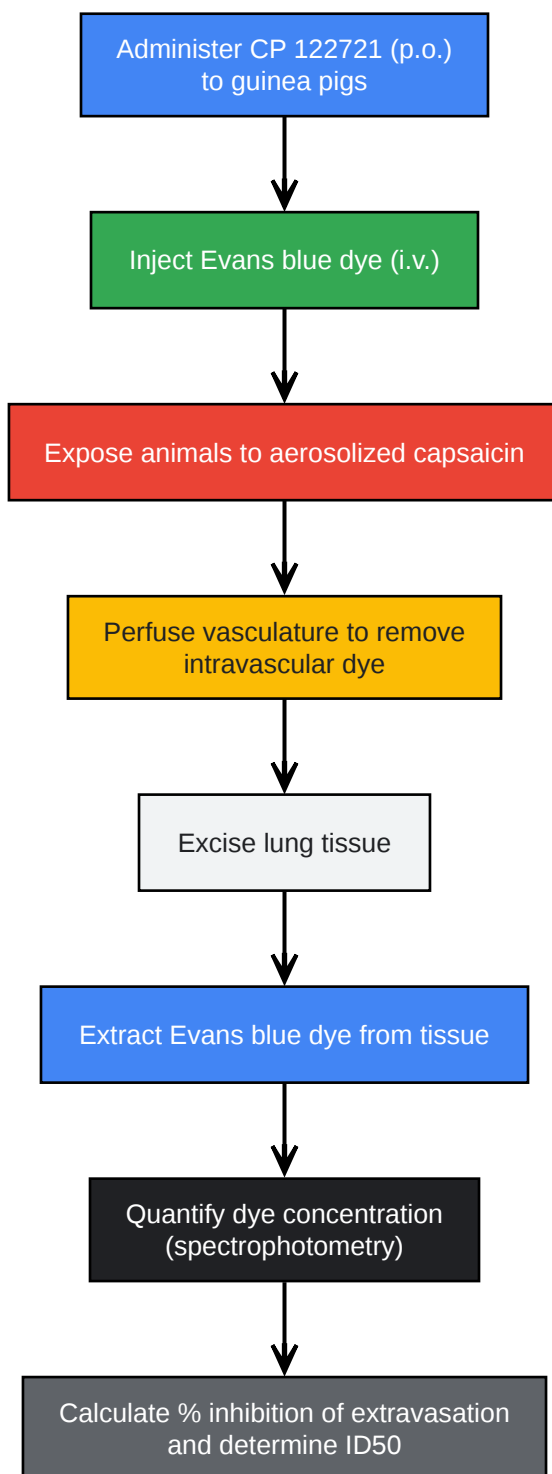 Administer CP 122721 (p.o.)
to guinea pigs
Inject Evans blue dye (i.v.)
Expose animals to aerosolized capsaicin
Perfuse vasculature to remove
intravascular dye
Excise lung tissue
Extract Evans blue dye from tissue
Quantify dye concentration
(spectrophotometry)
Calculate % inhibition of extravasation
and determine ID50